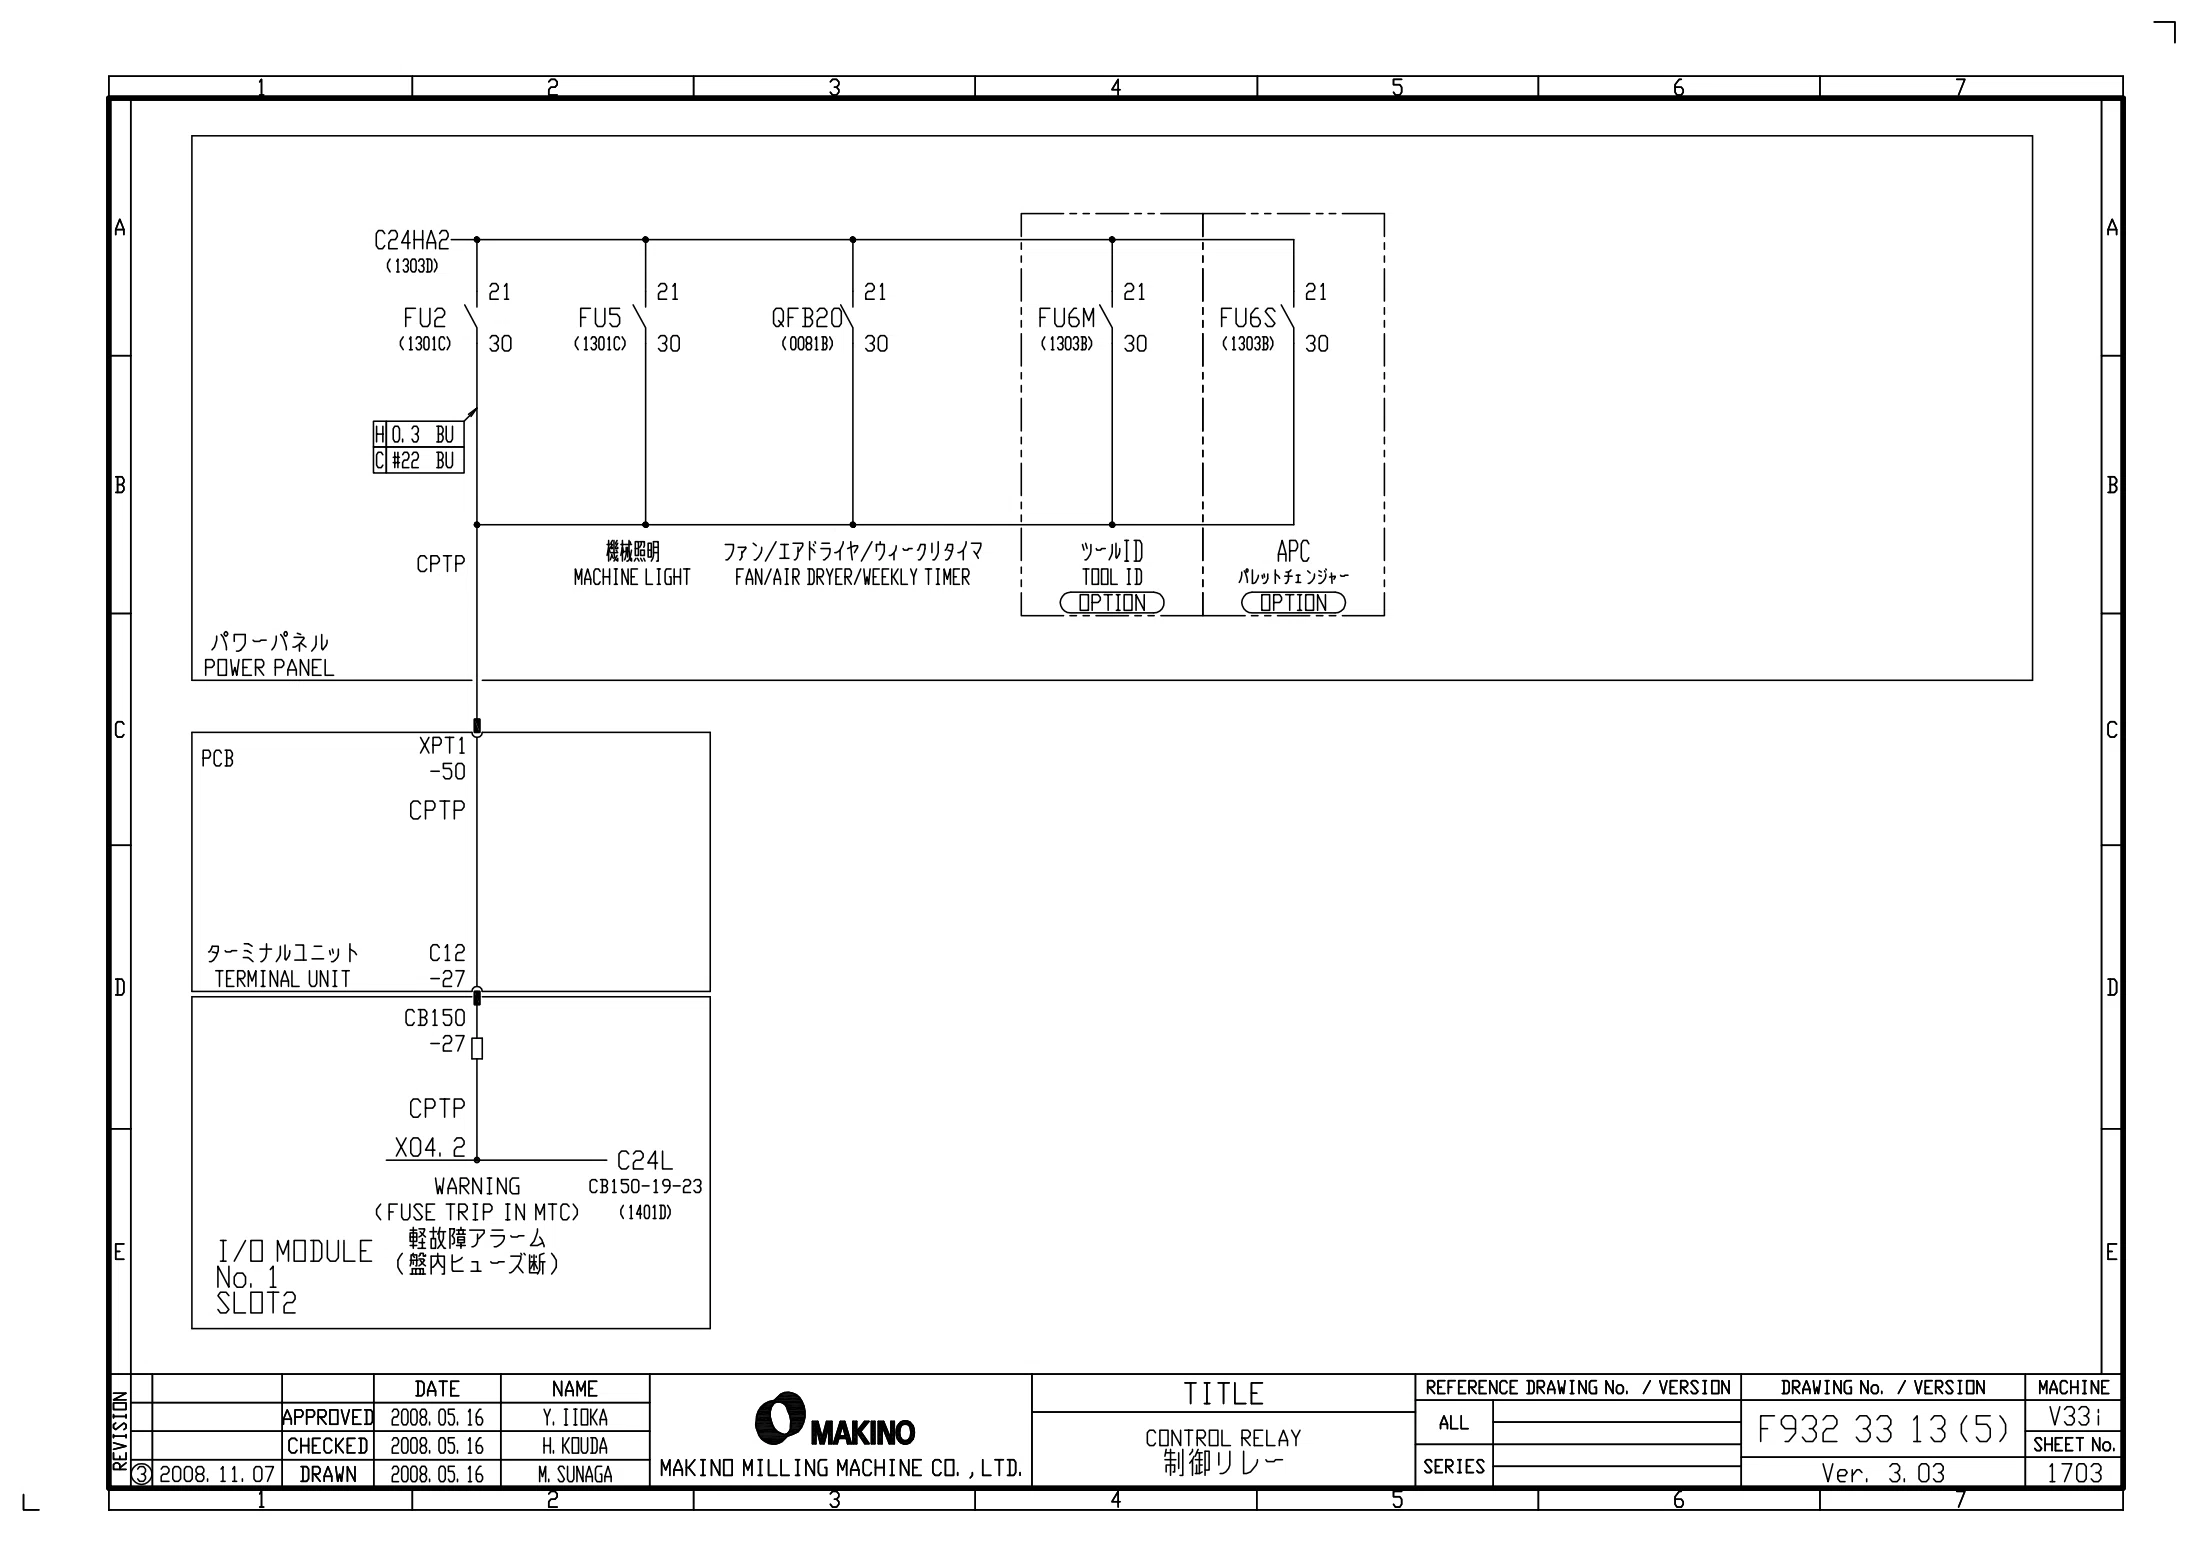 1 2 3 4 5 6 7
A A
B B
C C
D D
E E
C24HA2
(1303D)
21 21 21 21 21
FU2 FU5 QFB20 FU6M FU6S
(1301C) (1301C) (0081B) (1303B) (1303B)
30 30 30 30 30
H 0.3 BU
C #22 BU
CPTP
機械照明
MACHINE LIGHT
ファン/エアドライヤ/ウィークリタイマ
FAN/AIR DRYER/WEEKLY TIMER
ツールID
TOOL ID
OPTION
APC
パレットチェンジャー
OPTION
パワーパネル
POWER PANEL
PCB
XPT1
-50
CPTP
ターミナルユニット
TERMINAL UNIT
C12
-27
CB150
-27
CPTP
X04.2
C24L
CB150-19-23
(1401D)
WARNING
(FUSE TRIP IN MTC)
軽故障アラーム
(盤内ヒューズ断)
I/O MODULE
No. 1
SLOT2
REVISION
③ 2008.11.07
DATE NAME
APPROVED 2008.05.16 Y. IIOKA
CHECKED 2008.05.16 H. KOUDA
DRAWN 2008.05.16 M. SUNAGA
MAKINO
MAKINO MILLING MACHINE CO.,LTD.
TITLE
CONTROL RELAY
制御リレー
REFERENCE DRAWING No. / VERSION
ALL
SERIES
DRAWING No. / VERSION
F932 33 13(5)
Ver. 3.03
MACHINE
V33i
SHEET No.
1703
1 2 3 4 5 6 7